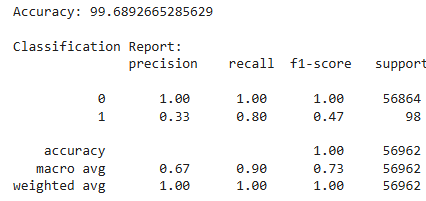 Accuracy: 99.6892665285629
Classification Report:
precision recall f1-score support
0 1.00 1.00 1.00 56864
1 0.33 0.80 0.47 98
accuracy 1.00 56962
macro avg 0.67 0.90 0.73 56962
weighted avg 1.00 1.00 1.00 56962